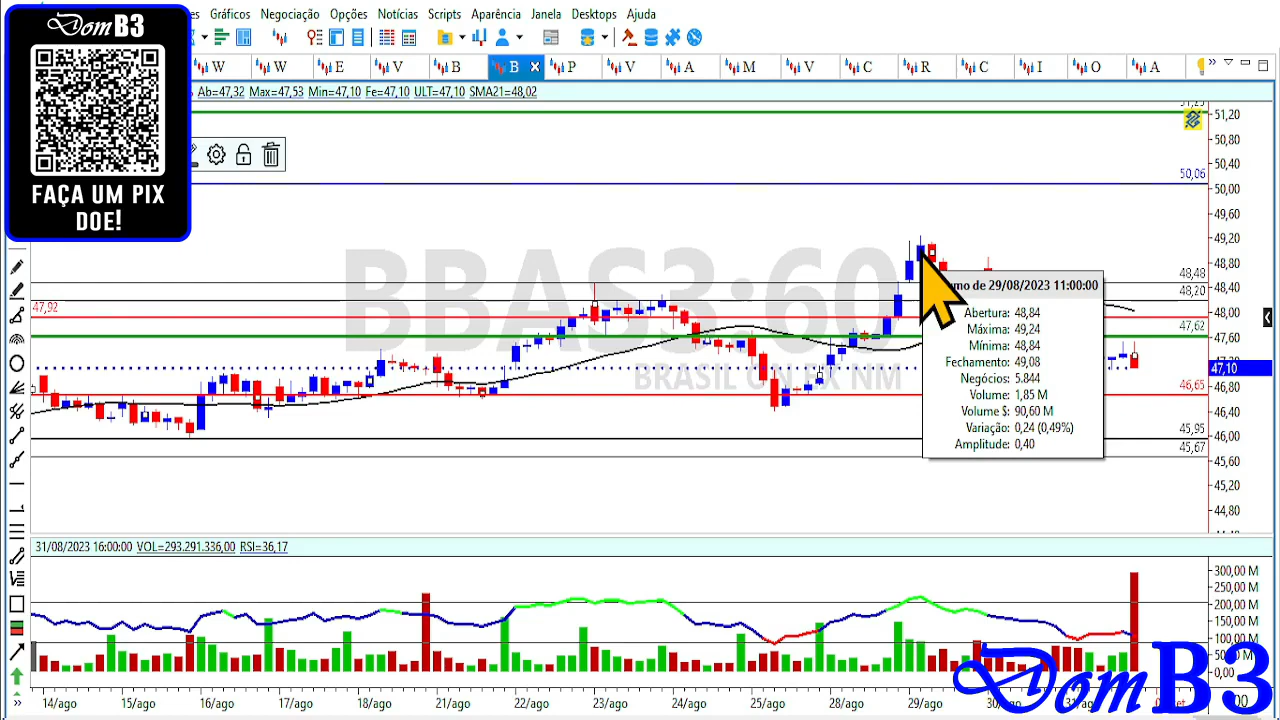 Dom B3
FAÇA UM PIX
DOE!
Gráficos Negociação Opções Notícias Scripts Aparência Janela Desktops Ajuda
W W E V B B P V A M V C R C I O A
Ab=47,32 Max=47,53 Min=47,10 Fe=47,10 ULT=47,10 SMA21=48,02
BBAS3:60
BRASIL ON EX NM
51,20
50,80
50,40
50,06
50,00
49,60
49,20
48,80
48,48
48,40
48,20
47,92
48,00
47,62
47,60
47,10
46,80
46,65
46,40
45,95
46,00
45,67
45,60
45,20
44,80
de 29/08/2023 11:00:00
Abertura: 48,84
Máxima: 49,24
Mínima: 48,84
Fechamento: 49,08
Negócios: 5.844
Volume: 1,85 M
Volume $: 90,60 M
Variação: 0,24 (0,49%)
Amplitude: 0,40
31/08/2023 16:00:00 VOL=293.291.336,00 RSI=36,17
300,00 M
250,00 M
200,00 M
150,00 M
100,00 M
0,00
14/ago 15/ago 16/ago 17/ago 18/ago 21/ago 22/ago 23/ago 24/ago 25/ago 28/ago 29/ago
Dom B3